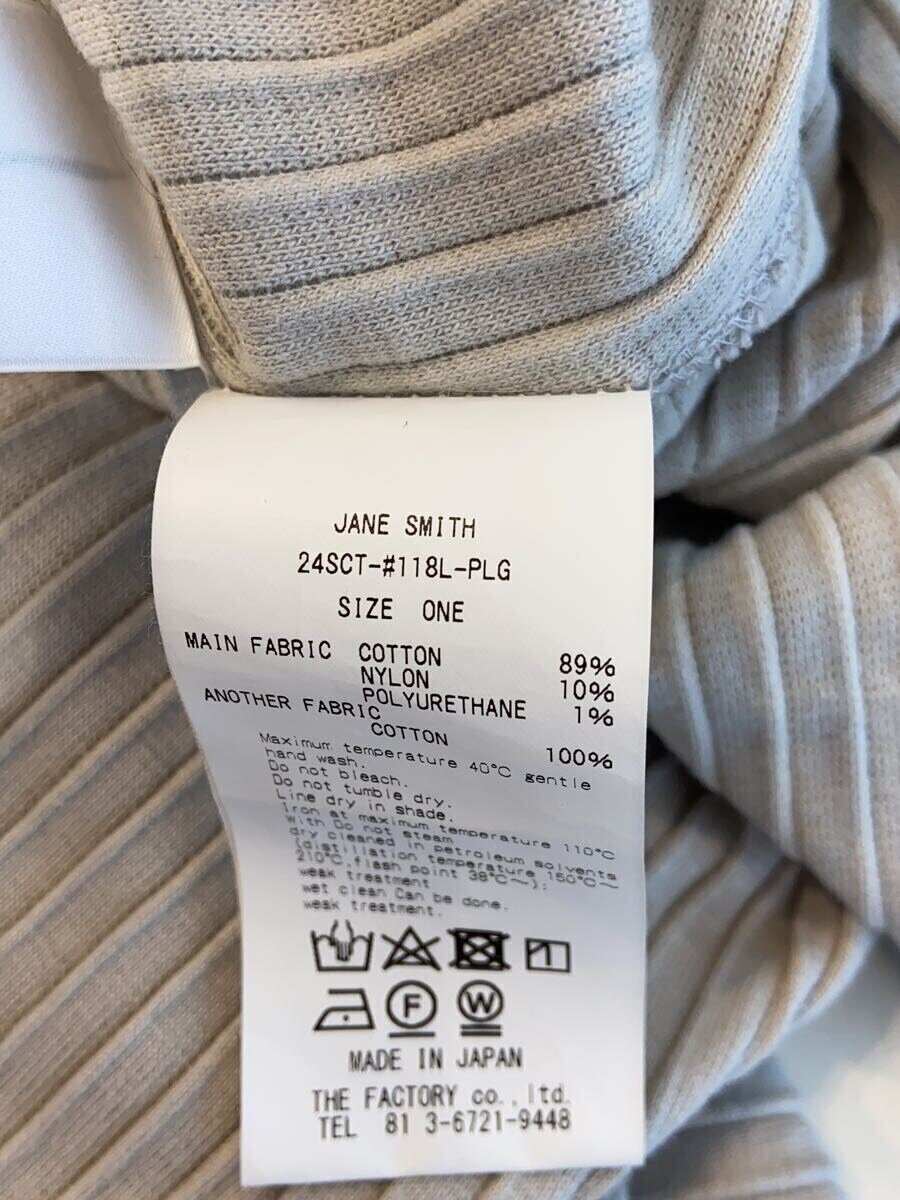 JANE SMITH
24SCT-#118L-PLG
SIZE ONE
MAIN FABRIC COTTON 89%
NYLON 10%
POLYURETHANE 1%
ANOTHER FABRIC
COTTON 100%
Maximum temperature 40°C gentle
hand wash.
Do not bleach.
Do not tumble dry.
Line dry in shade.
Iron at maximum temperature 110°C
With Do not steam
dry cleaned in petroleum solvents
(distillation temperature 150°C~
210°C,flash point 38°C~);
weak treatment
wet clean Can be done.
weak treatment.
F W
MADE IN JAPAN
THE FACTORY co.,ltd.
TEL 81 3-6721-9448